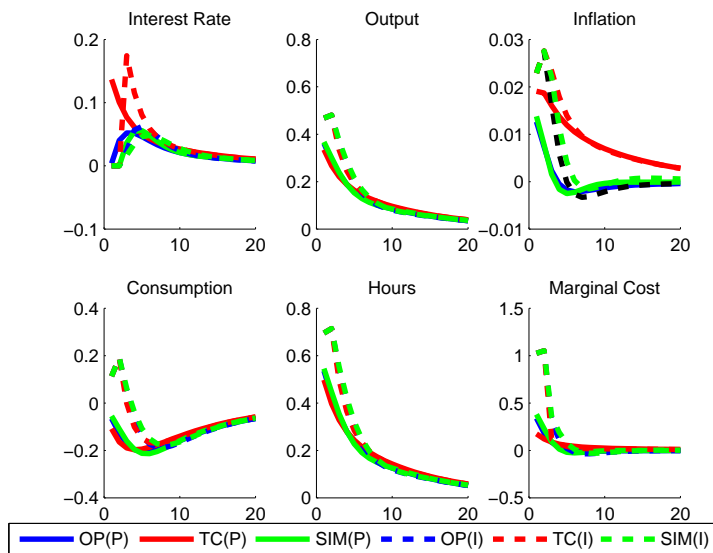 Interest Rate
0.2
0.1
0
−0.1
0 10 20
Output
0.8
0.6
0.4
0.2
0
0 10 20
Inflation
0.03
0.02
0.01
0
−0.01
0 10 20
Consumption
0.4
0.2
0
−0.2
−0.4
0 10 20
Hours
0.8
0.6
0.4
0.2
0
0 10 20
Marginal Cost
1.5
1
0.5
0
−0.5
0 10 20
OP(P) TC(P) SIM(P) OP(I) TC(I) SIM(I)